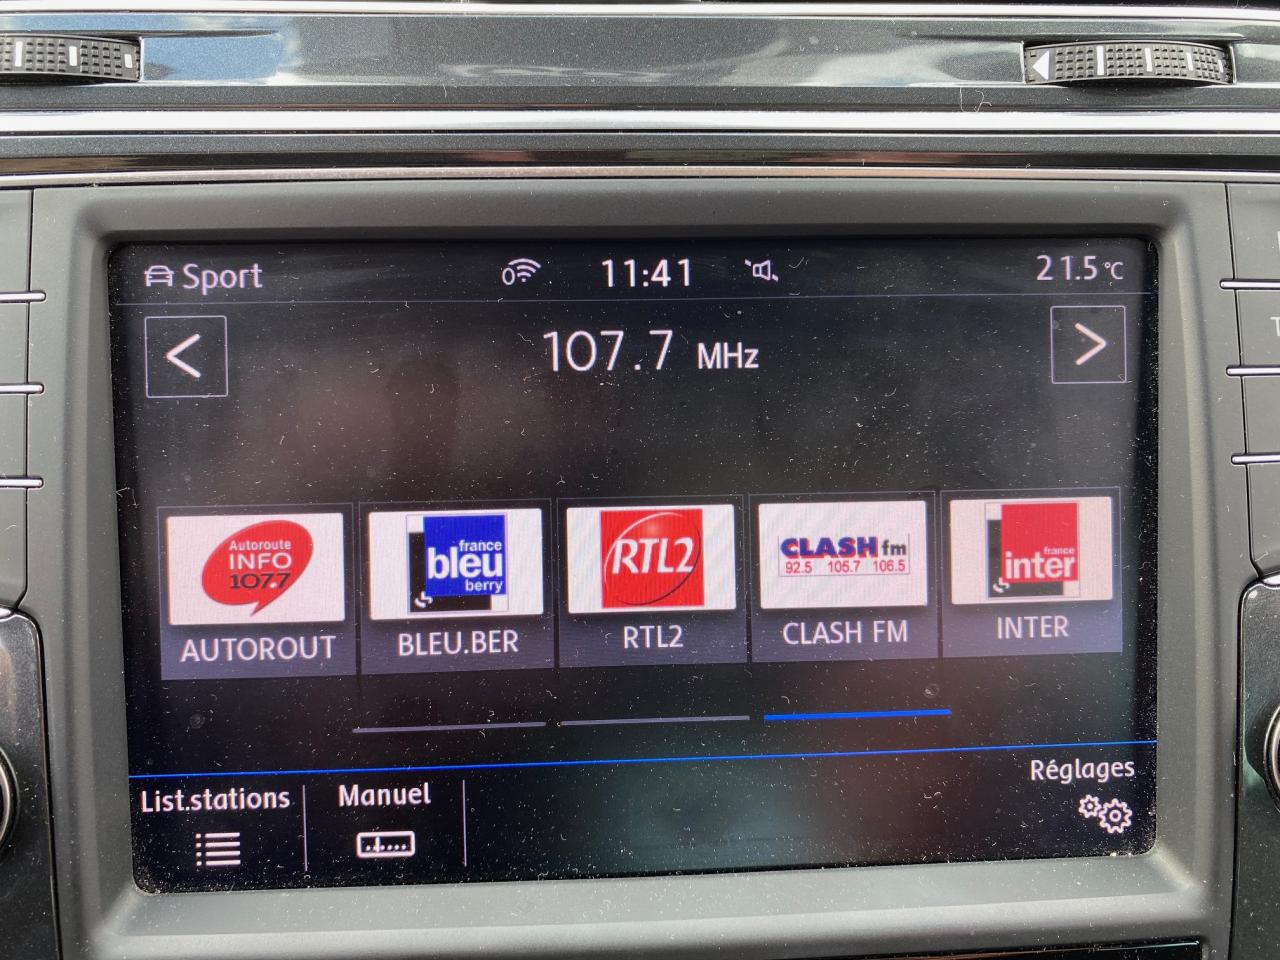 Sport
0
11:41
21.5 °C
<
107.7 MHz
>
Autoroute
INFO
107.7
AUTOROUT
france
bleu
berry
BLEU.BER
RTL2
RTL2
CLASH fm
92.5 105.7 106.5
CLASH FM
france
inter
INTER
List.stations
Manuel
Réglages